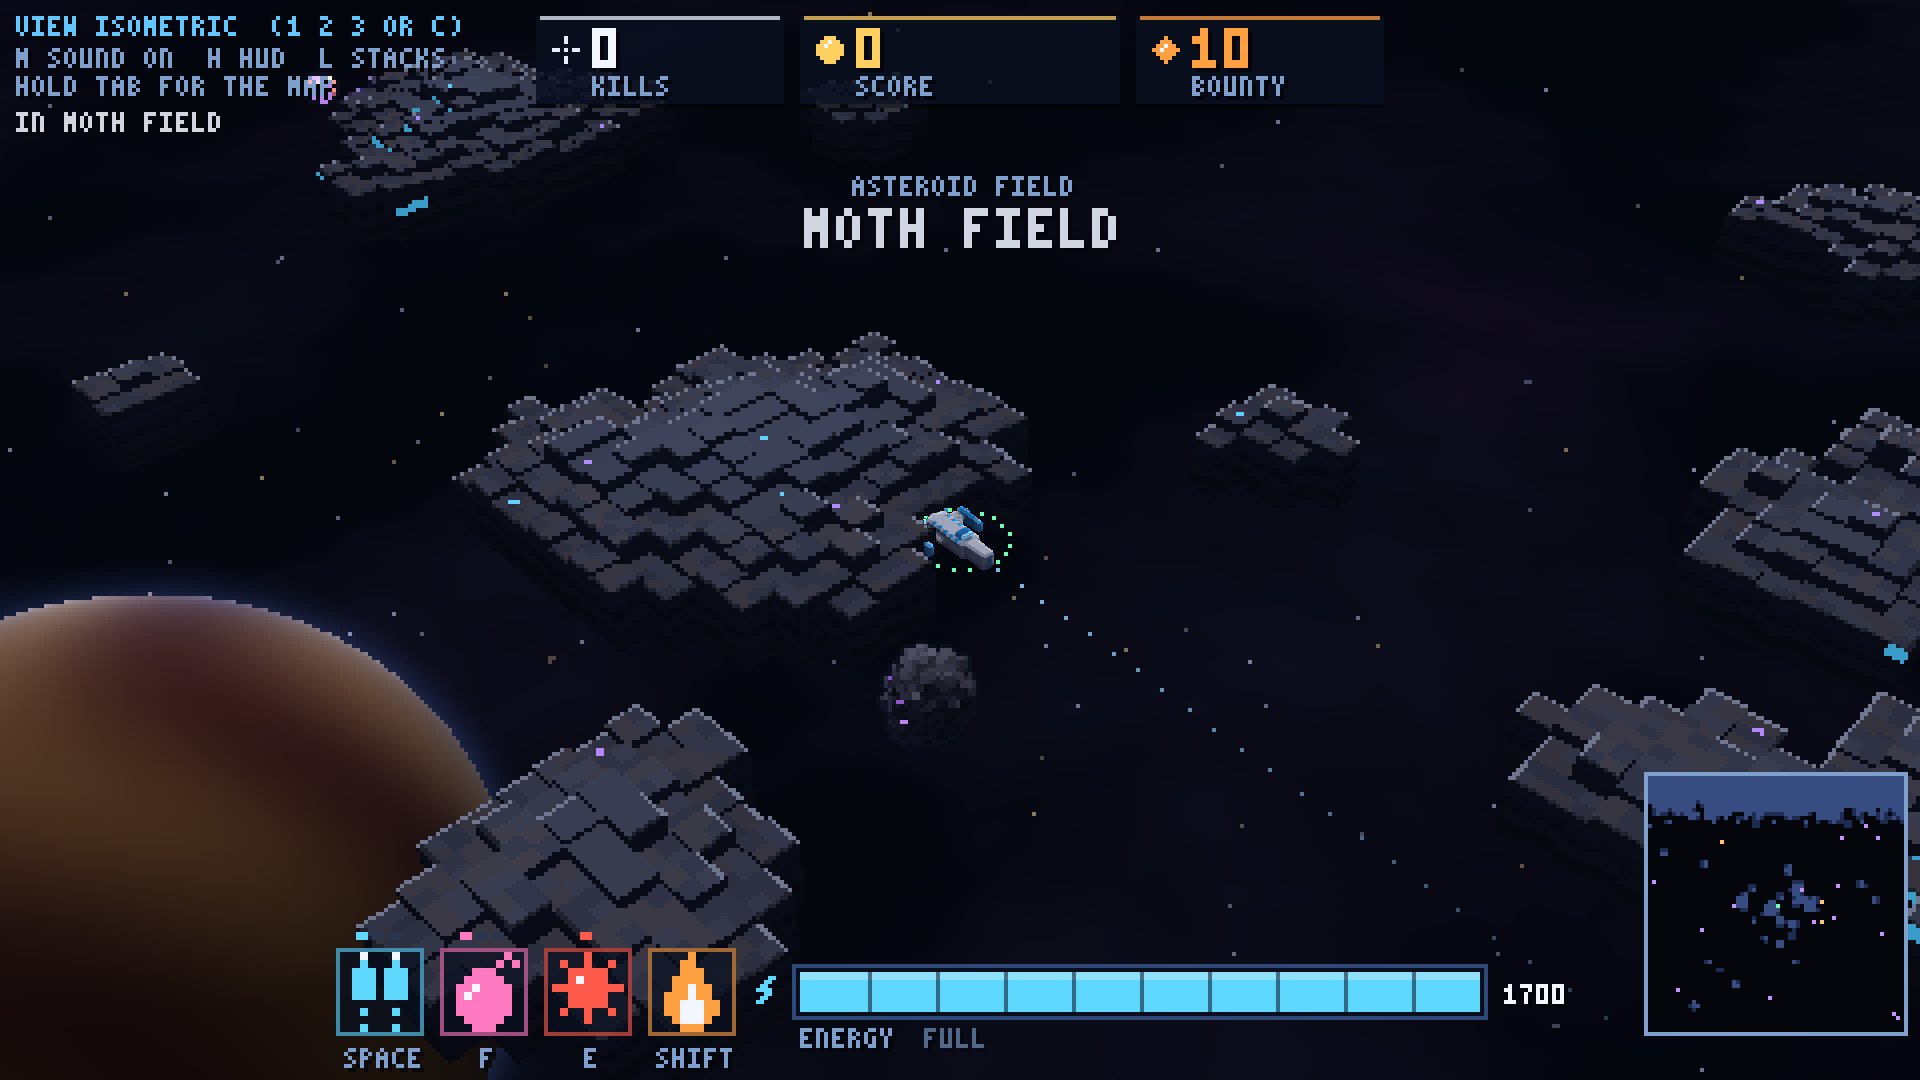 VIEW ISOMETRIC (1 2 3 OR C)
M SOUND ON H HUD L STACKS
HOLD TAB FOR THE MAP
IN MOTH FIELD
0
KILLS
0
SCORE
10
BOUNTY
ASTEROID FIELD
MOTH FIELD
SPACE
F
E
SHIFT
1700
ENERGY FULL